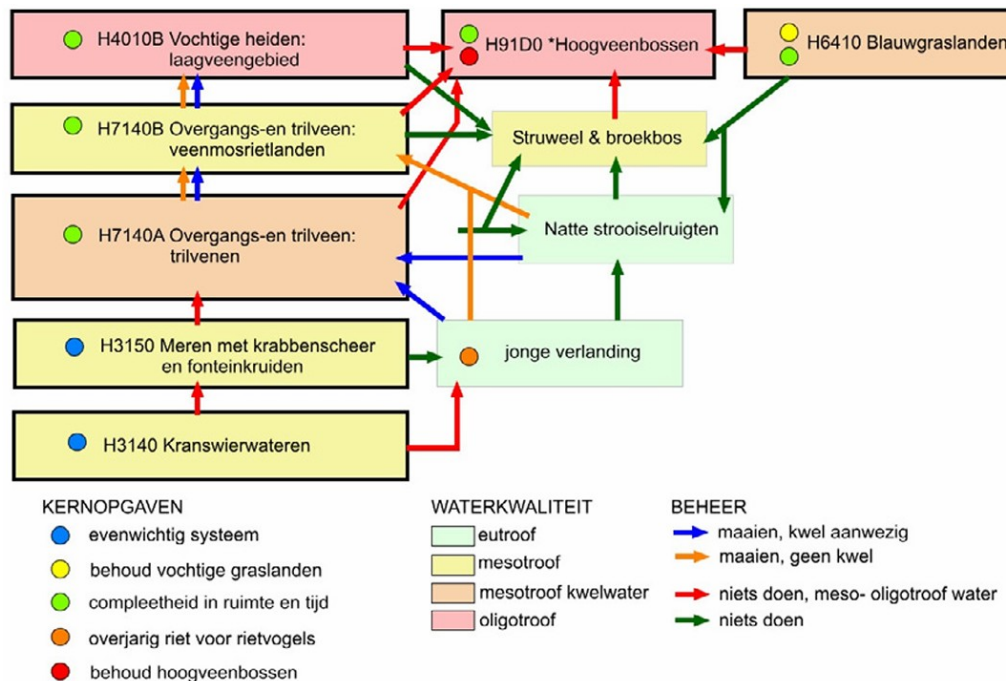 H4010B Vochtige heiden:
laagveengebied
H91D0 *Hoogveenbossen
H6410 Blauwgraslanden
H7140B Overgangs-en trilveen:
veenmosrietlanden
Struweel & broekbos
H7140A Overgangs-en trilveen:
trilvenen
Natte strooiselruigten
H3150 Meren met krabbenscheer
en fonteinkruiden
jonge verlanding
H3140 Kranswierwateren
KERNOPGAVEN
evenwichtig systeem
behoud vochtige graslanden
compleetheid in ruimte en tijd
overjarig riet voor rietvogels
behoud hoogveenbossen
WATERKWALITEIT
eutroof
mesotroof
mesotroof kwelwater
oligotroof
BEHEER
maaien, kwel aanwezig
maaien, geen kwel
niets doen, meso- oligotroof water
niets doen